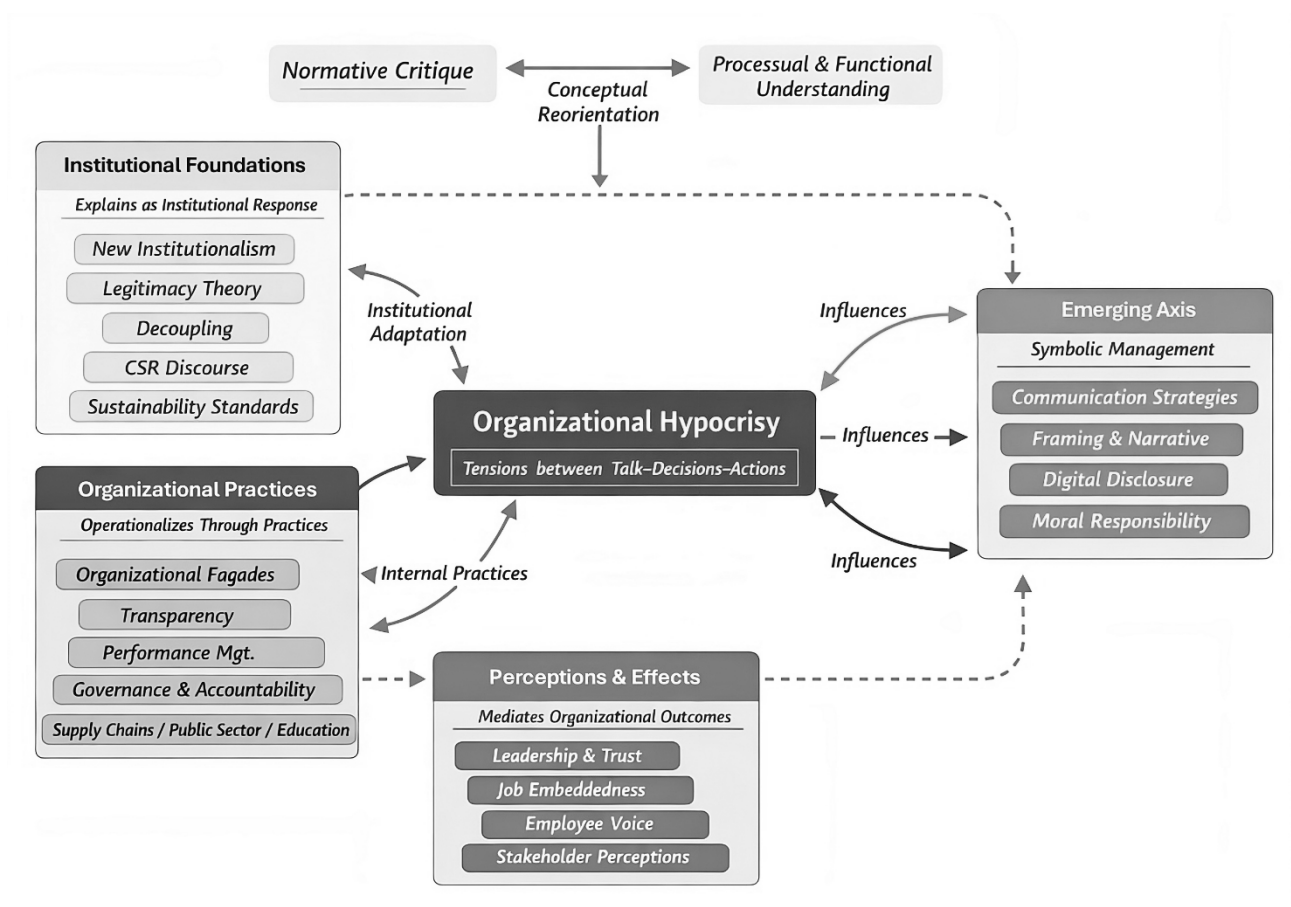 Normative Critique
Processual & Functional
Understanding
Conceptual
Reorientation
Institutional Foundations
Explains as Institutional Response
New Institutionalism
Legitimacy Theory
Decoupling
CSR Discourse
Sustainability Standards
Institutional
Adaptation
Organizational Hypocrisy
Tensions between Talk–Decisions–Actions
Influences
Influences
Influences
Emerging Axis
Symbolic Management
Communication Strategies
Framing & Narrative
Digital Disclosure
Moral Responsibility
Organizational Practices
Operationalizes Through Practices
Organizational Fagades
Transparency
Performance Mgt.
Governance & Accountability
Supply Chains / Public Sector / Education
Internal Practices
Perceptions & Effects
Mediates Organizational Outcomes
Leadership & Trust
Job Embeddedness
Employee Voice
Stakeholder Perceptions